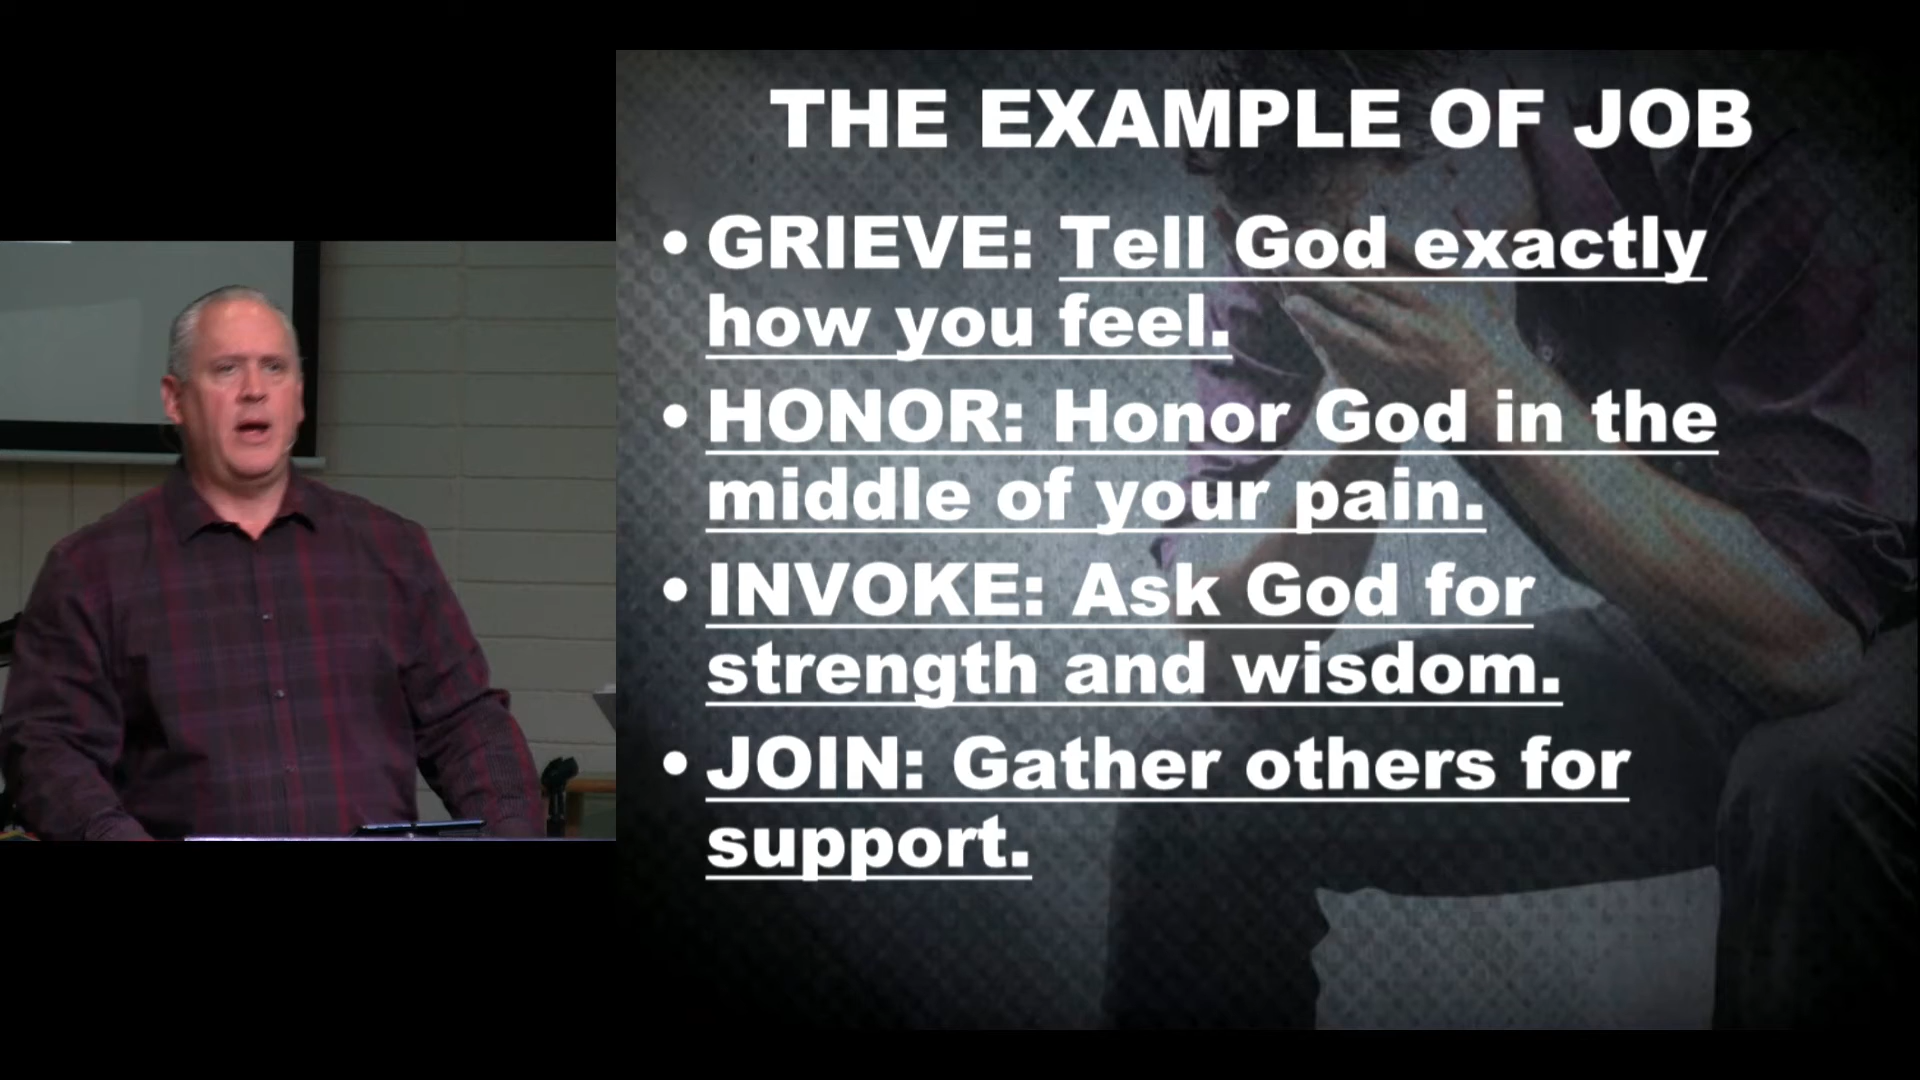 THE EXAMPLE OF JOB
• GRIEVE: Tell God exactly
how you feel.
• HONOR: Honor God in the
middle of your pain.
• INVOKE: Ask God for
strength and wisdom.
• JOIN: Gather others for
support.